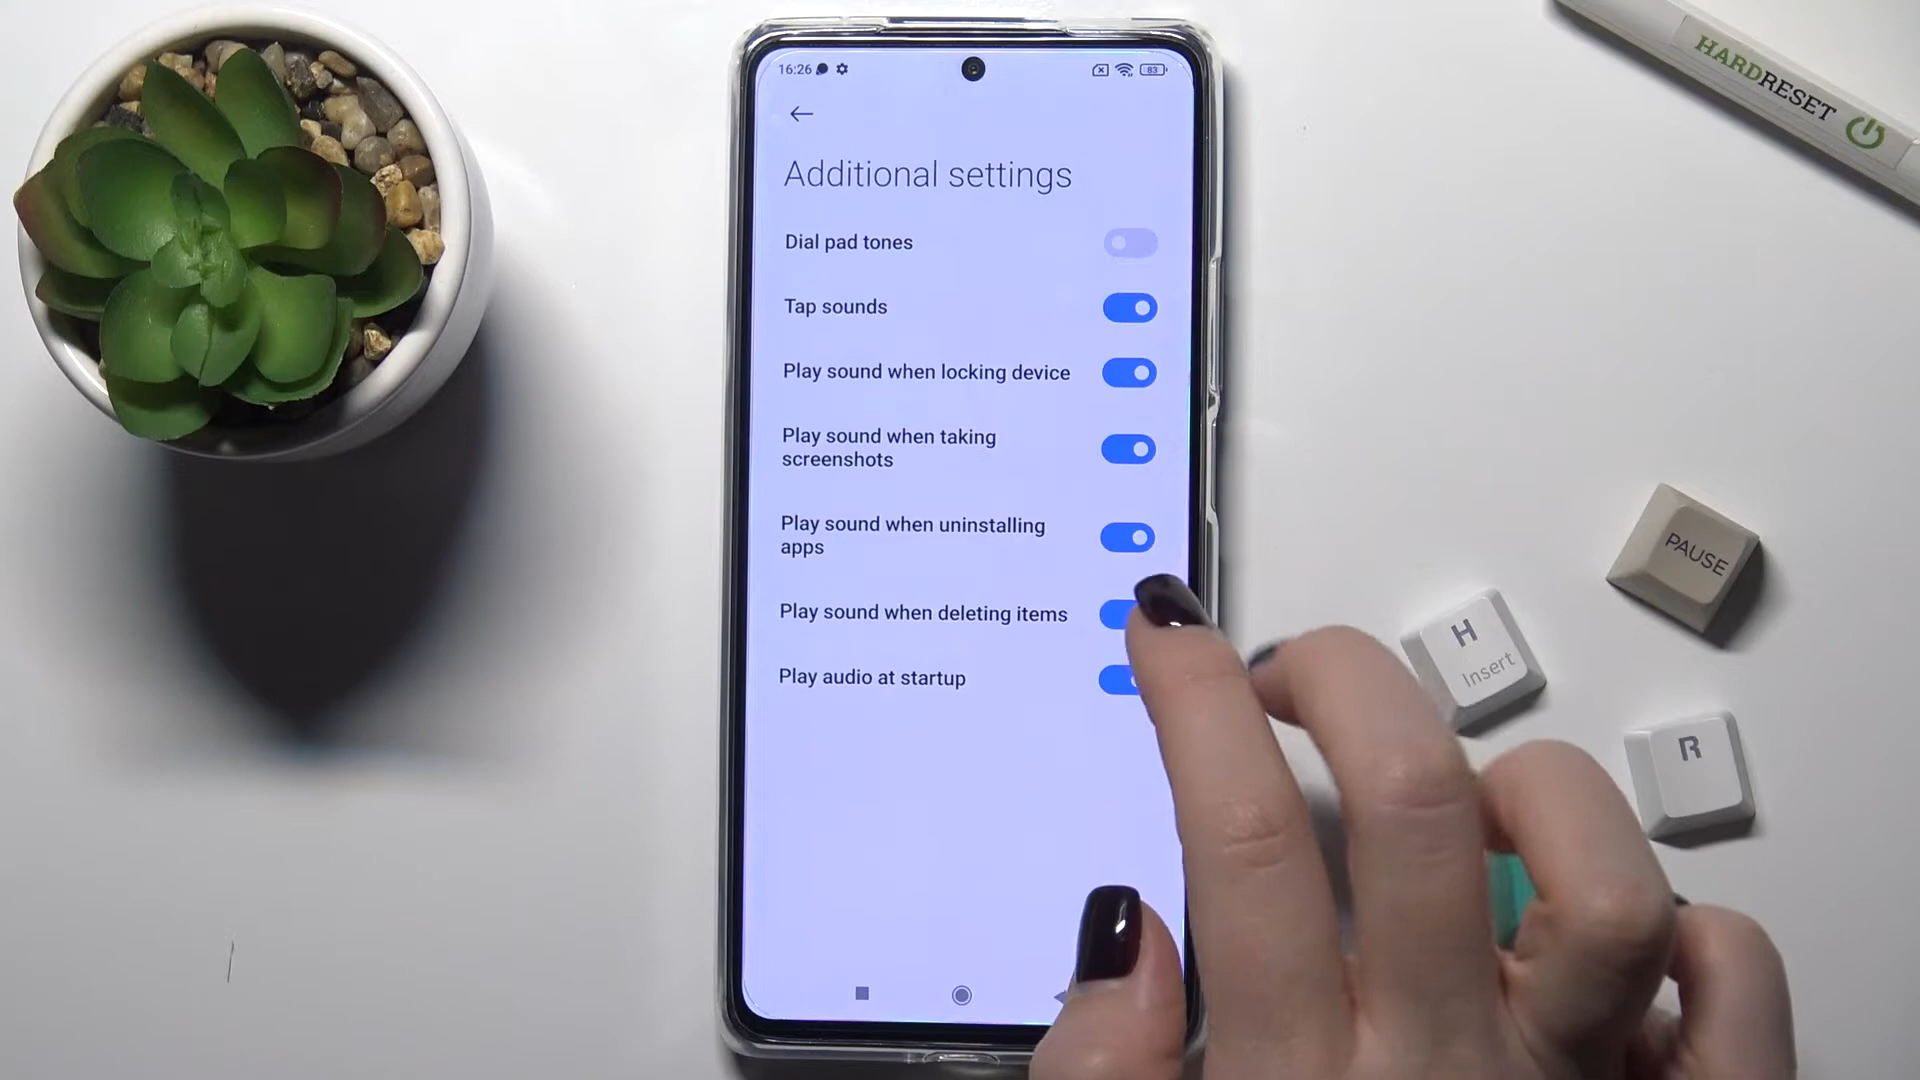 16:26
83
Additional settings
Dial pad tones
Tap sounds
Play sound when locking device
Play sound when taking
screenshots
Play sound when uninstalling
apps
Play sound when deleting items
Play audio at startup
HARDRESET
PAUSE
H
Insert
R